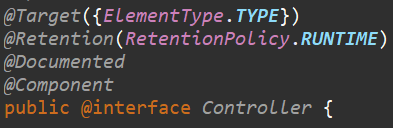 @Target({ElementType.TYPE})
@Retention(RetentionPolicy.RUNTIME)
@Documented
@Component
public @interface Controller {